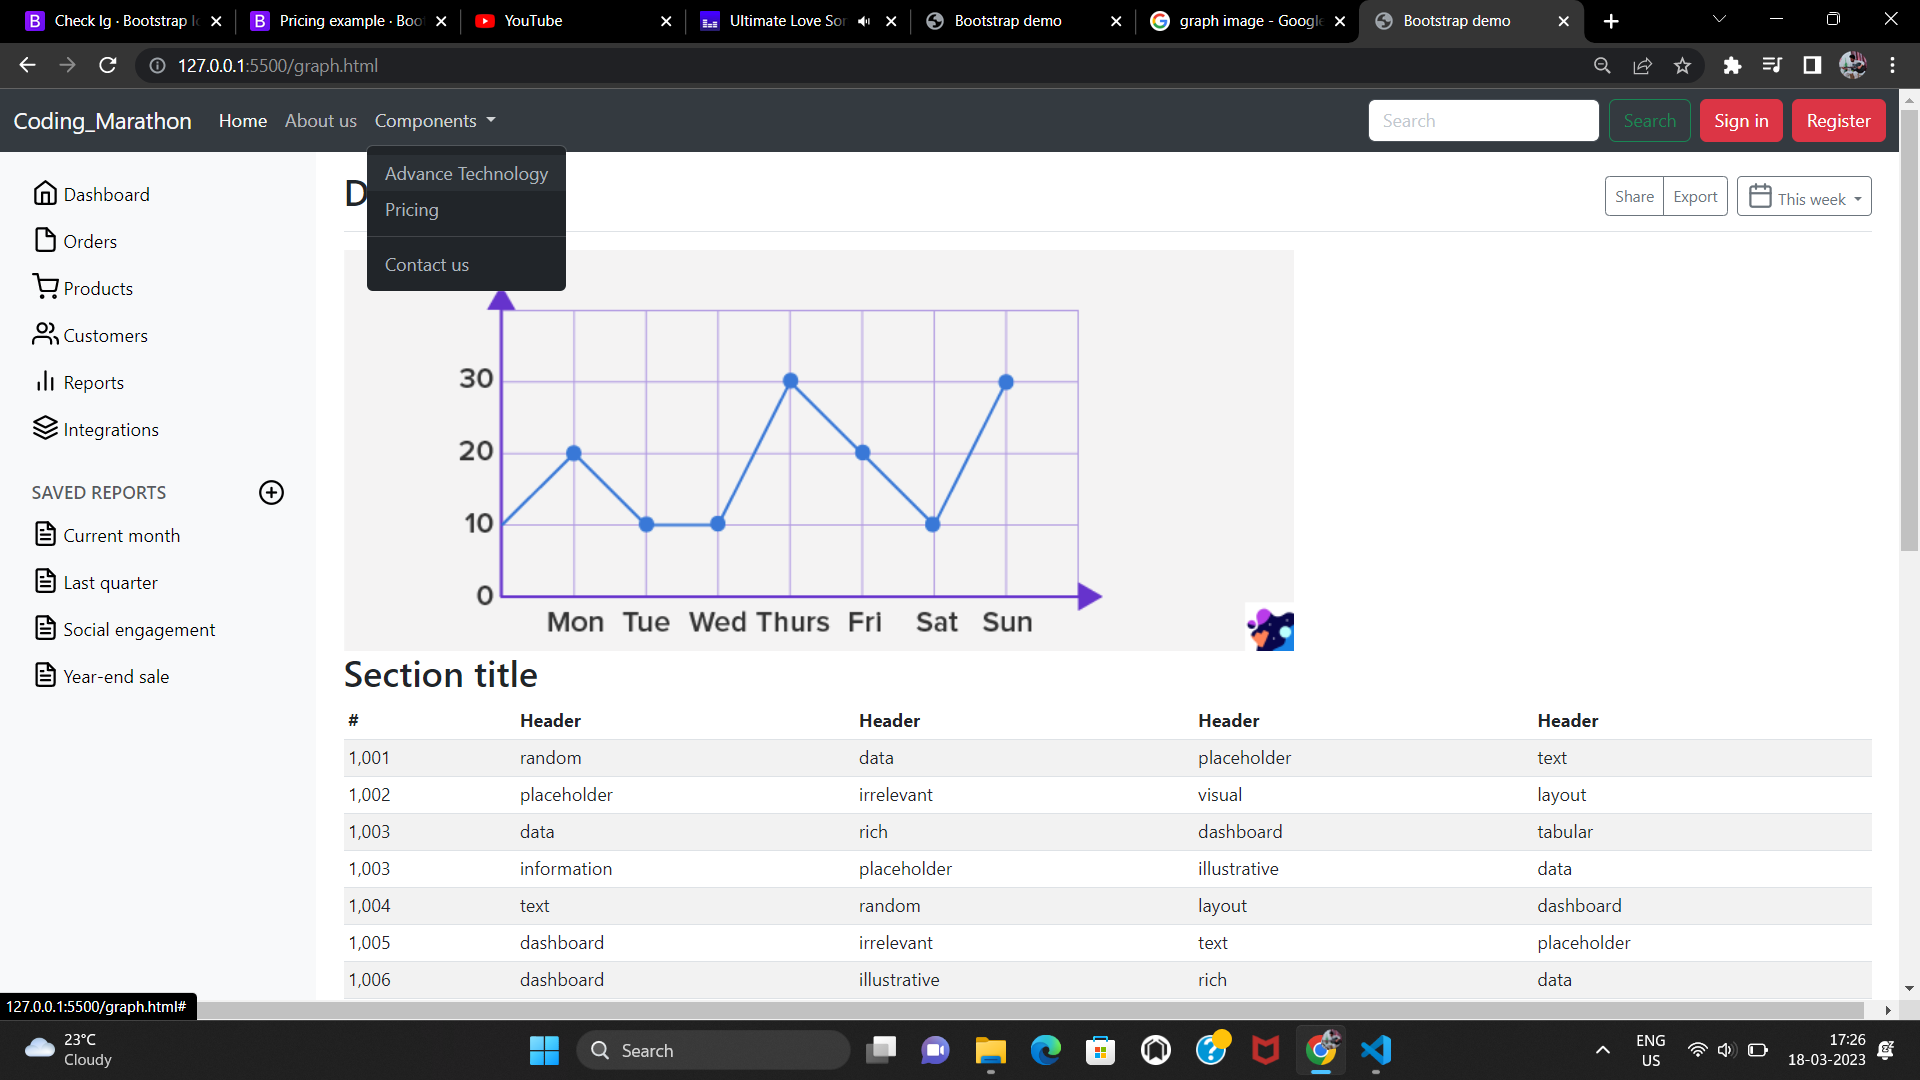 Check Ig · Bootstrap Ic
Pricing example · Boot
YouTube
Ultimate Love Son
Bootstrap demo
graph image - Google
Bootstrap demo
127.0.0.1:5500/graph.html
Coding_Marathon Home About us Components
Search Search Sign in Register
Advance Technology
Pricing
Contact us
Dashboard
Orders
Products
Customers
Reports
Integrations
SAVED REPORTS
Current month
Last quarter
Social engagement
Year-end sale
D
Share Export This week
30
20
10
0
Mon Tue Wed Thurs Fri Sat Sun
Section title
# Header Header Header Header
1,001 random data placeholder text
1,002 placeholder irrelevant visual layout
1,003 data rich dashboard tabular
1,003 information placeholder illustrative data
1,004 text random layout dashboard
1,005 dashboard irrelevant text placeholder
1,006 dashboard illustrative rich data
127.0.0.1:5500/graph.html#
23°C
Cloudy
Search
ENG
US
17:26
18-03-2023